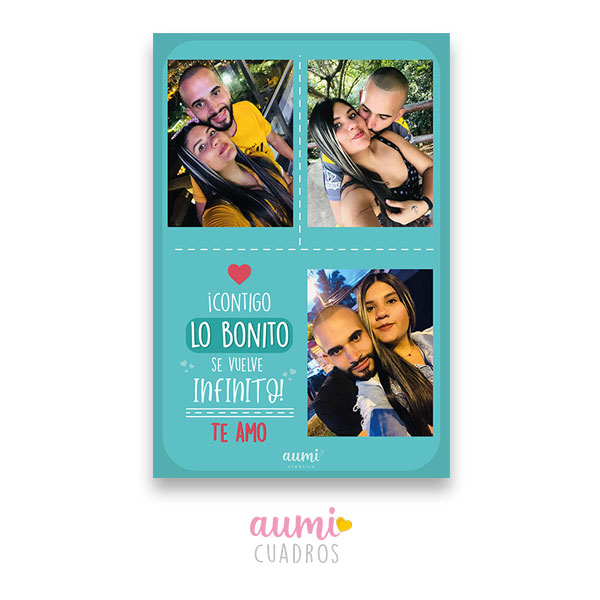 ¡CONTIGO
LO BONITO
SE VUELVE
INFINITO!
TE AMO
aumi
creativo
aumi
CUADROS